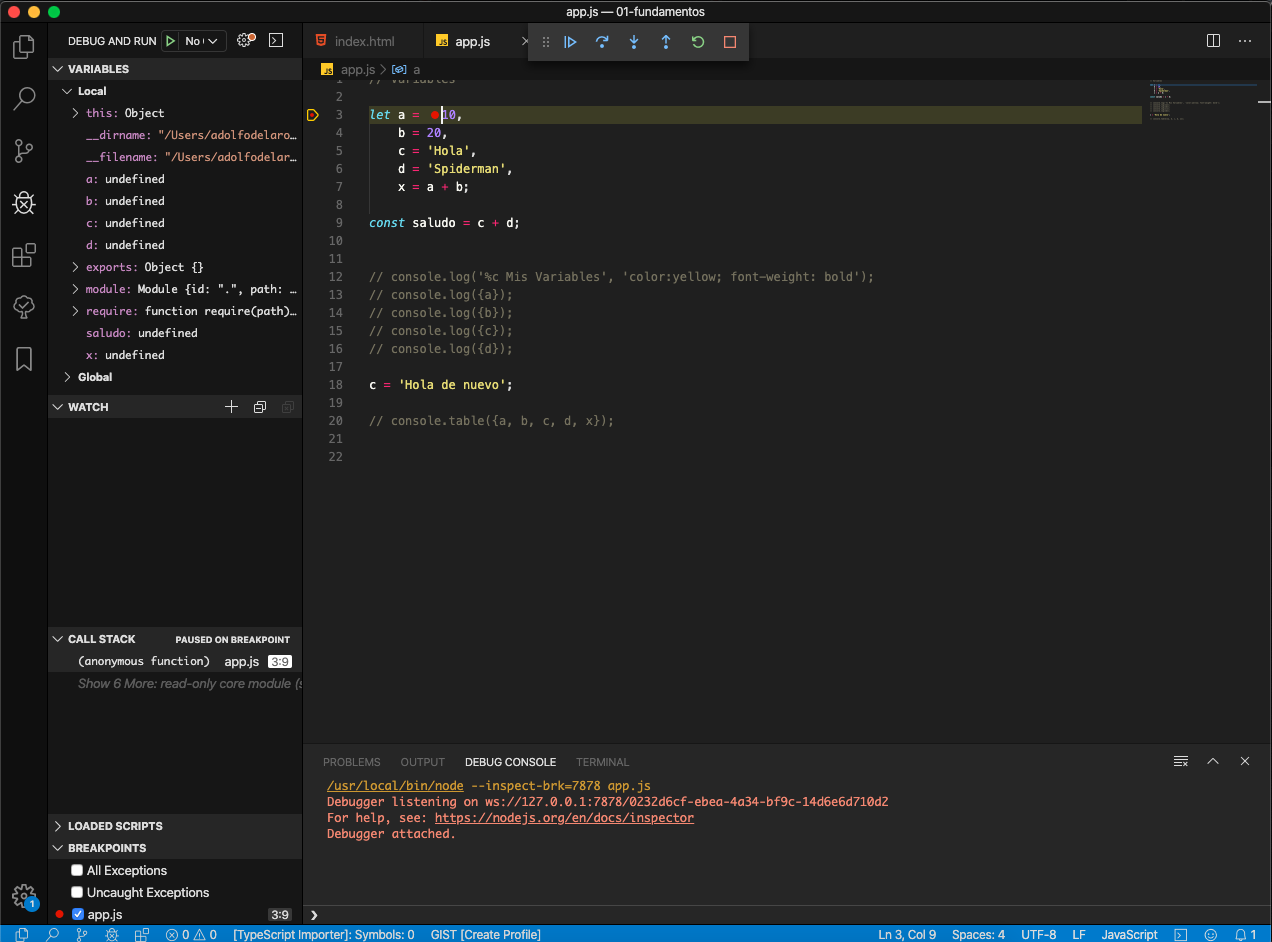 app.js — 01-fundamentos
DEBUG AND RUN
No
index.html
JS app.js
VARIABLES
Local
this: Object
__dirname: "/Users/adolfodelaro…
__filename: "/Users/adolfodelar…
a: undefined
b: undefined
c: undefined
d: undefined
exports: Object {}
module: Module {id: ".", path: …
require: function require(path)…
saludo: undefined
x: undefined
Global
WATCH
CALL STACK PAUSED ON BREAKPOINT
(anonymous function) app.js 3:9
Show 6 More: read-only core module (s
LOADED SCRIPTS
BREAKPOINTS
All Exceptions
Uncaught Exceptions
app.js 3:9
1
JS app.js > a
1 // Variables
2
3 let a = 10,
4 b = 20,
5 c = 'Hola',
6 d = 'Spiderman',
7 x = a + b;
8
9 const saludo = c + d;
10
11
12 // console.log('%c Mis Variables', 'color:yellow; font-weight: bold');
13 // console.log({a});
14 // console.log({b});
15 // console.log({c});
16 // console.log({d});
17
18 c = 'Hola de nuevo';
19
20 // console.table({a, b, c, d, x});
21
22
PROBLEMS OUTPUT DEBUG CONSOLE TERMINAL
/usr/local/bin/node --inspect-brk=7878 app.js
Debugger listening on ws://127.0.0.1:7878/0232d6cf-ebea-4a34-bf9c-14d6e6d710d2
For help, see: https://nodejs.org/en/docs/inspector
Debugger attached.
0 0 [TypeScript Importer]: Symbols: 0 GIST [Create Profile] Ln 3, Col 9 Spaces: 4 UTF-8 LF JavaScript 1